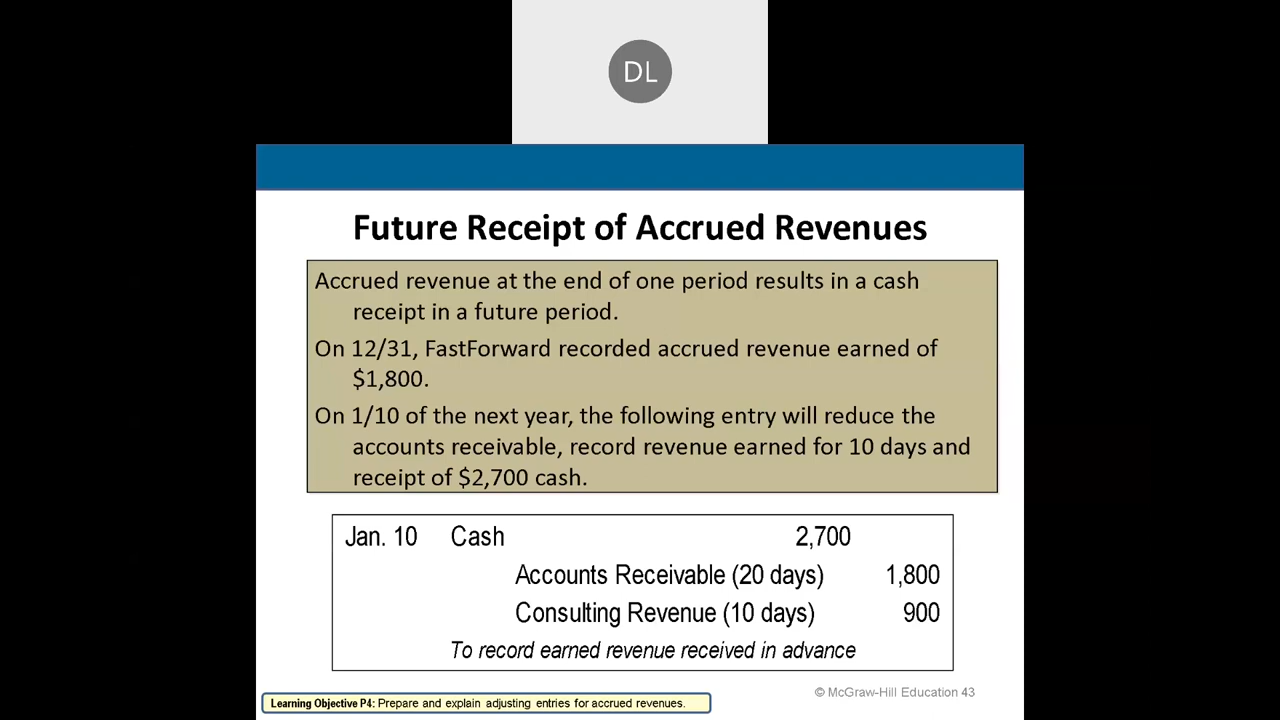 DL
Future Receipt of Accrued Revenues
Accrued revenue at the end of one period results in a cash
receipt in a future period.
On 12/31, FastForward recorded accrued revenue earned of
$1,800.
On 1/10 of the next year, the following entry will reduce the
accounts receivable, record revenue earned for 10 days and
receipt of $2,700 cash.
Jan. 10 Cash 2,700
Accounts Receivable (20 days) 1,800
Consulting Revenue (10 days) 900
To record earned revenue received in advance
© McGraw-Hill Education 43
Learning Objective P4: Prepare and explain adjusting entries for accrued revenues.